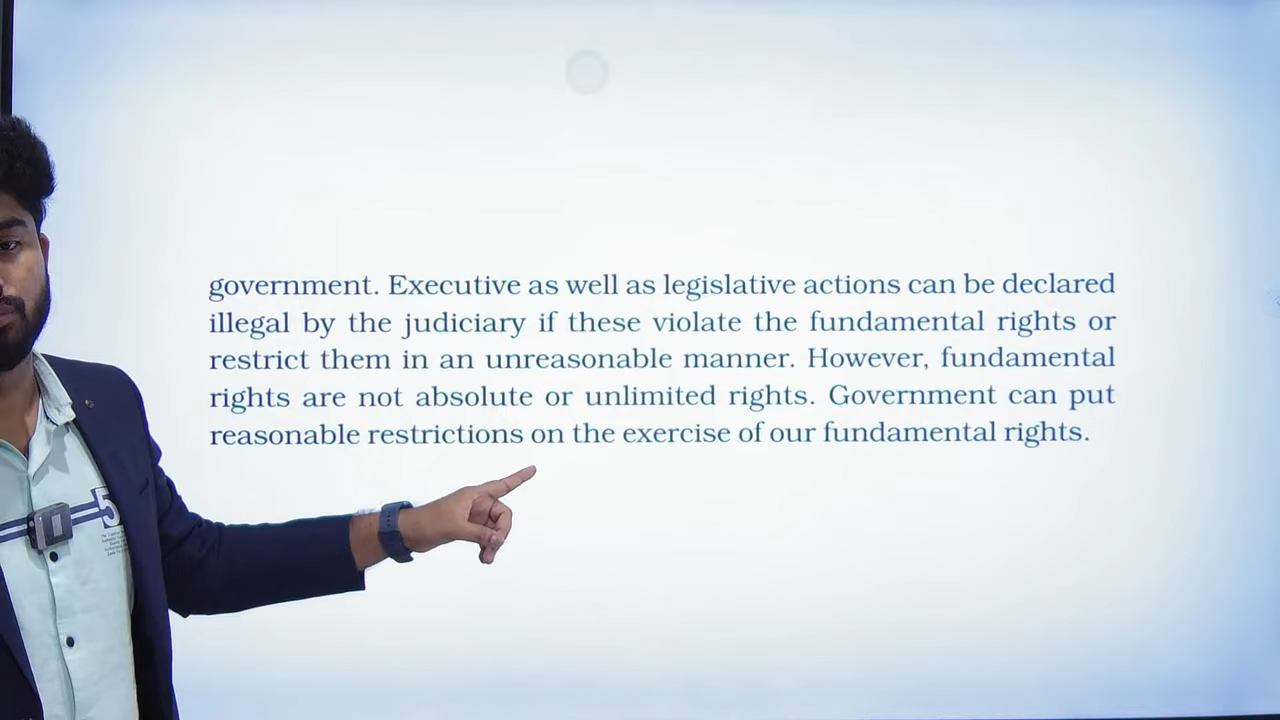 government. Executive as well as legislative actions can be declared
illegal by the judiciary if these violate the fundamental rights or
restrict them in an unreasonable manner. However, fundamental
rights are not absolute or unlimited rights. Government can put
reasonable restrictions on the exercise of our fundamental rights.
5